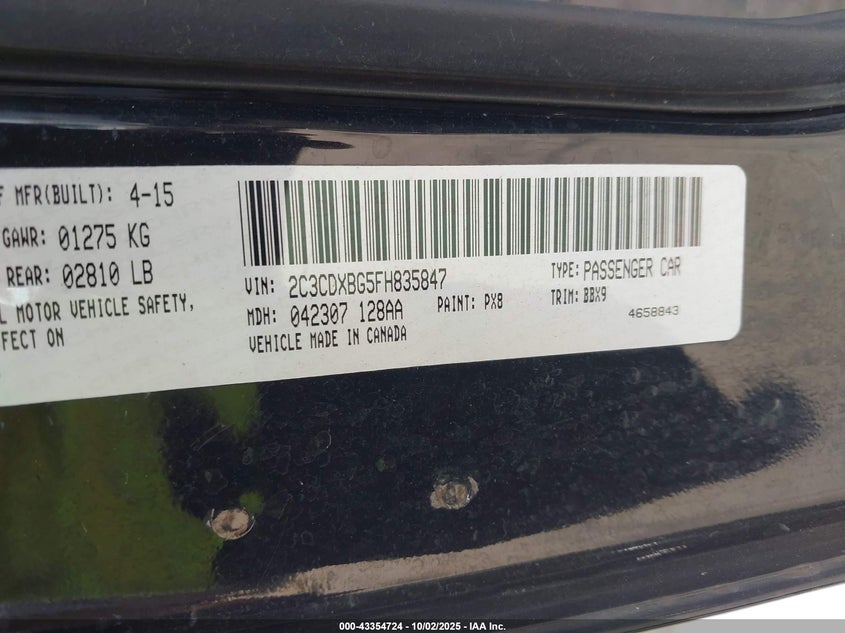 MFR(BUILT): 4-15
GAWR: 01275 KG
REAR: 02810 LB
MOTOR VEHICLE SAFETY,
ON
VIN: 2C3CDXBG5FH835847
TYPE: PASSENGER CAR
MDH: 042307 128AA
PAINT: PX8
TRIM: BBX9
VEHICLE MADE IN CANADA
4658843
000-43354724 - 10/02/2025 - IAA Inc.